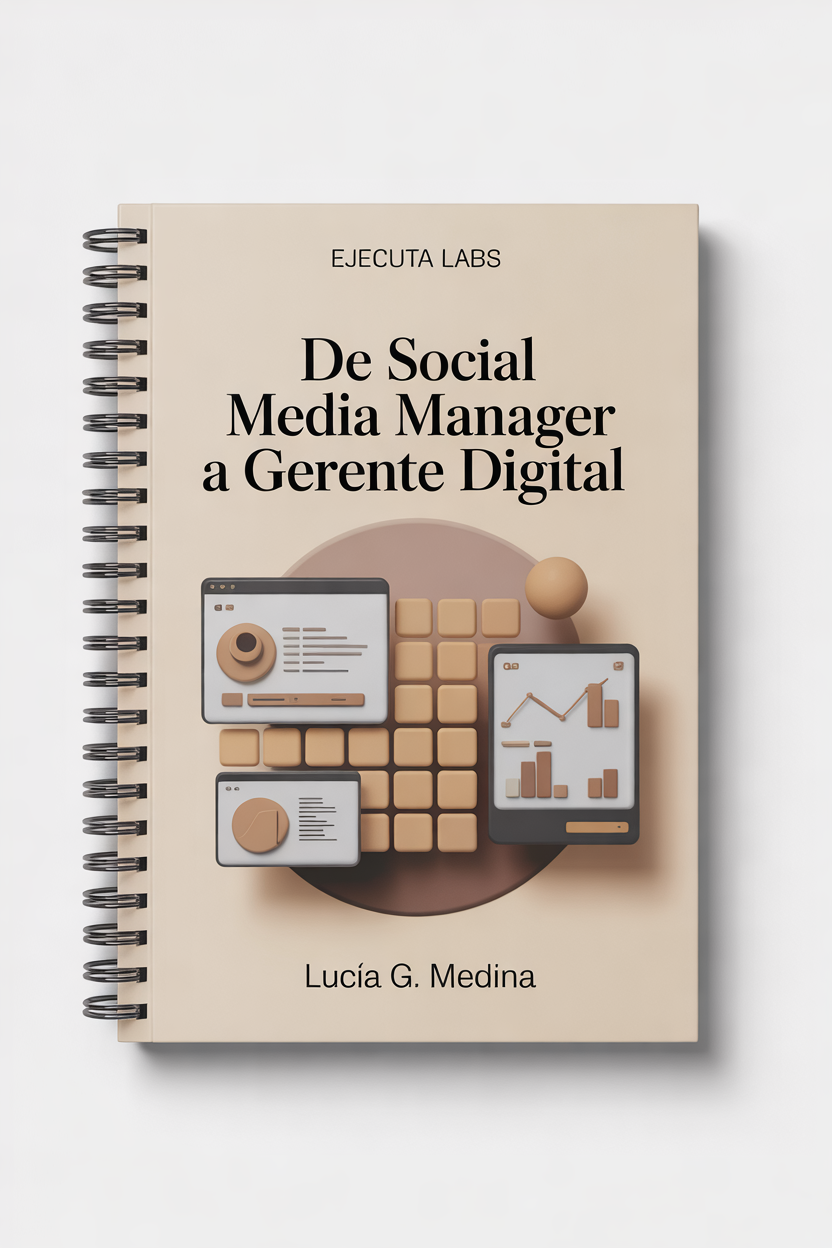 EJECUTA LABS
De Social
Media Manager
a Gerente Digital
Lucía G. Medina